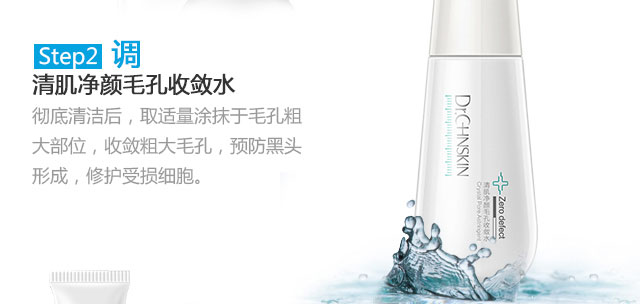 Step2 调
清肌净颜毛孔收敛水
彻底清洁后，取适量涂抹于毛孔粗
大部位，收敛粗大毛孔，预防黑头
形成，修护受损细胞。
DrCHNSKIN
Zero defect
清肌净颜毛孔收敛水
Crystal Pore Astringent